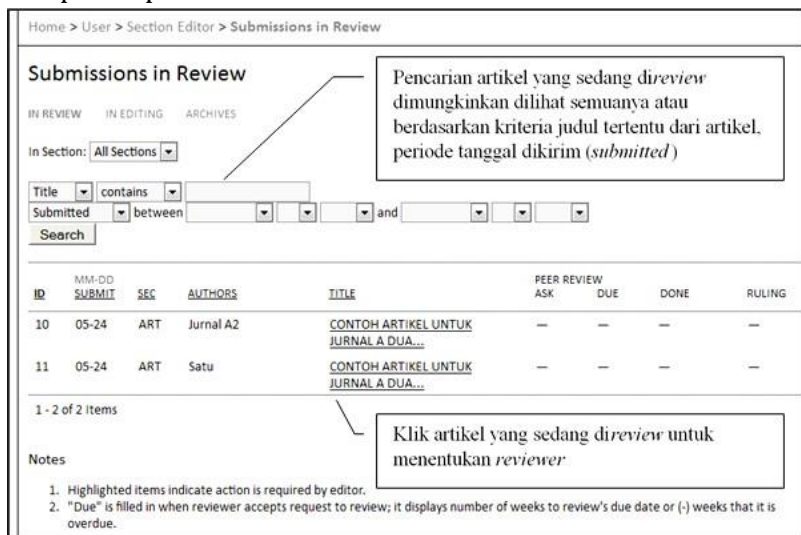 Home > User > Section Editor > Submissions in Review
Submissions in Review
Pencarian artikel yang sedang direview
dimungkinkan dilihat semuanya atau
berdasarkan kriteria judul tertentu dari artikel,
periode tanggal dikirim (submitted)
IN REVIEW IN EDITING ARCHIVES
In Section: All Sections
Title contains
Submitted between and
Search
MM-DD PEER REVIEW
ID SUBMIT SEC AUTHORS TITLE ASK DUE DONE RULING
10 05-24 ART Jurnal A2 CONTOH ARTIKEL UNTUK — — — —
JURNAL A DUA...
11 05-24 ART Satu CONTOH ARTIKEL UNTUK — — — —
JURNAL A DUA...
1 - 2 of 2 Items
Klik artikel yang sedang direview untuk
menentukan reviewer
Notes
1. Highlighted items indicate action is required by editor.
2. "Due" is filled in when reviewer accepts request to review; it displays number of weeks to review's due date or (-) weeks that it is
overdue.